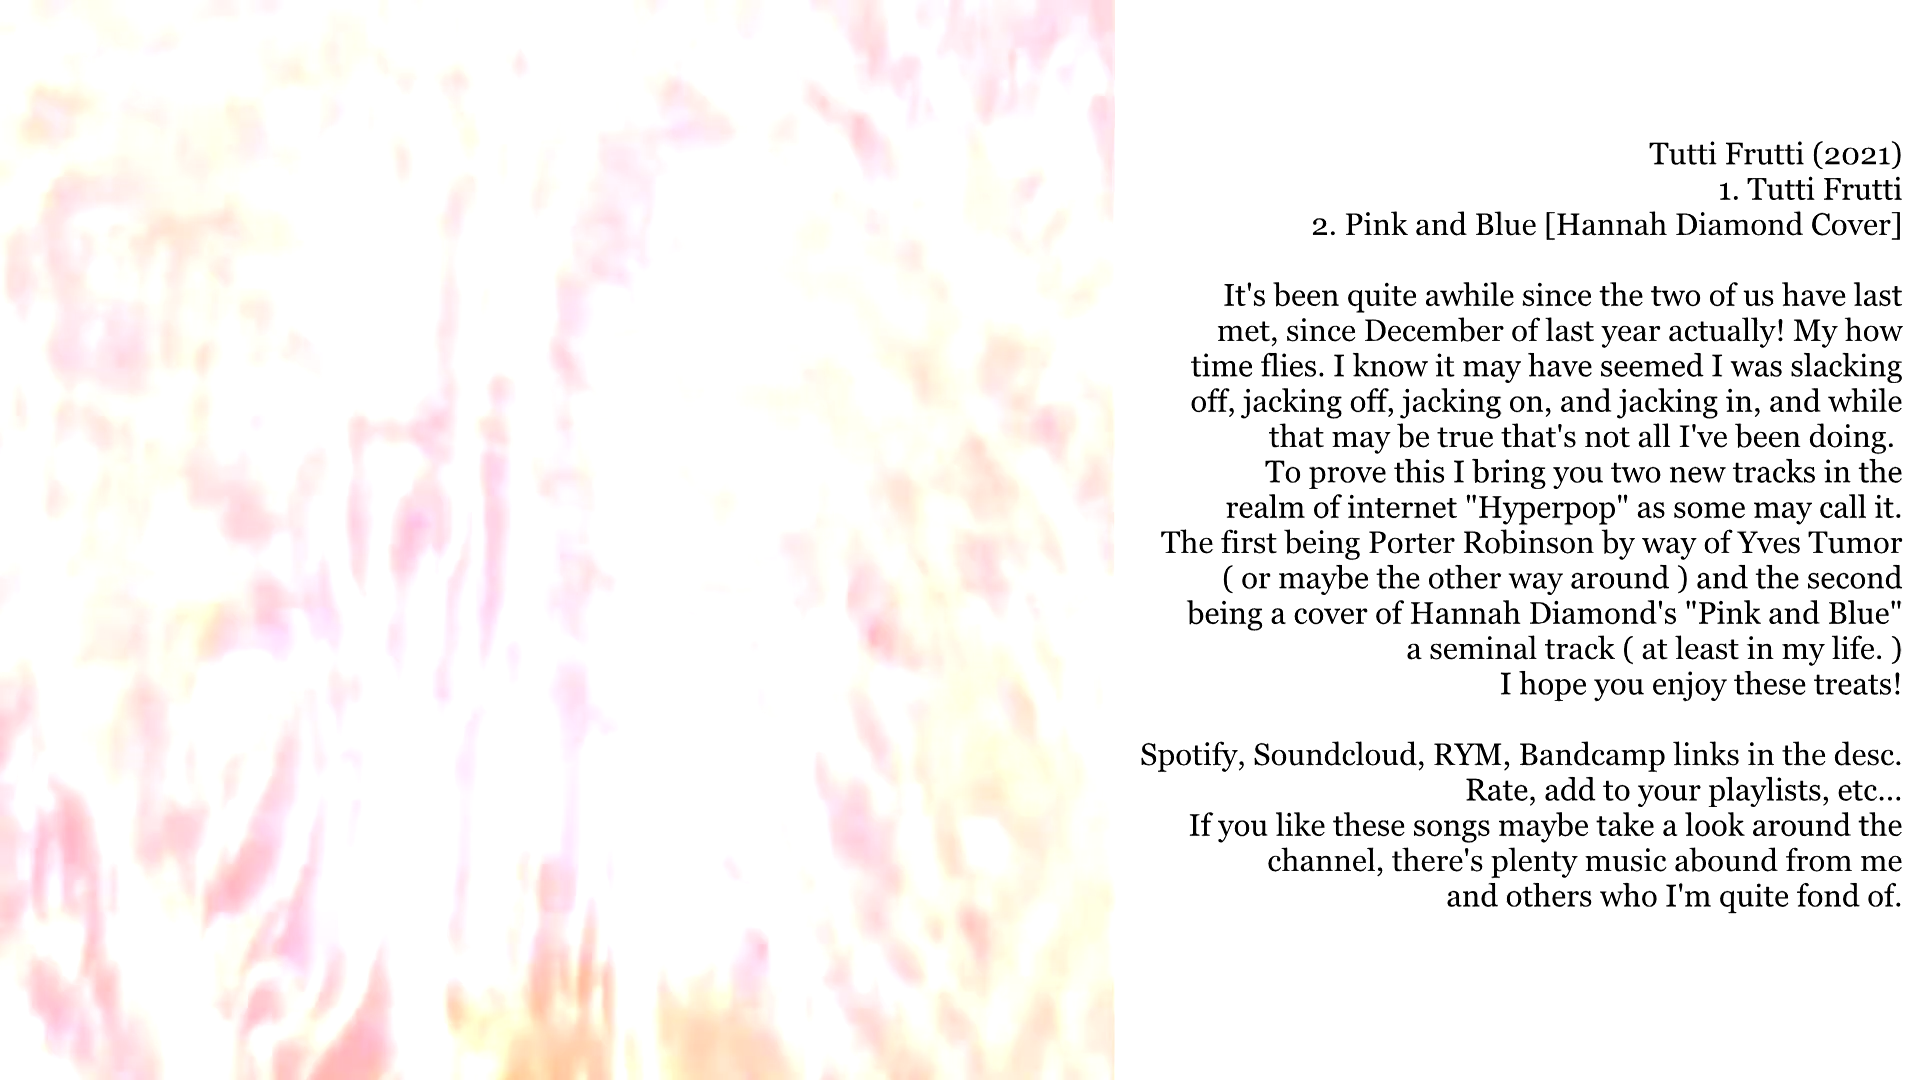 Tutti Frutti (2021)
1. Tutti Frutti
2. Pink and Blue [Hannah Diamond Cover]
It's been quite awhile since the two of us have last
met, since December of last year actually! My how
time flies. I know it may have seemed I was slacking
off, jacking off, jacking on, and jacking in, and while
that may be true that's not all I've been doing.
To prove this I bring you two new tracks in the
realm of internet "Hyperpop" as some may call it.
The first being Porter Robinson by way of Yves Tumor
( or maybe the other way around ) and the second
being a cover of Hannah Diamond's "Pink and Blue"
a seminal track ( at least in my life. )
I hope you enjoy these treats!
Spotify, Soundcloud, RYM, Bandcamp links in the desc.
Rate, add to your playlists, etc...
If you like these songs maybe take a look around the
channel, there's plenty music abound from me
and others who I'm quite fond of.